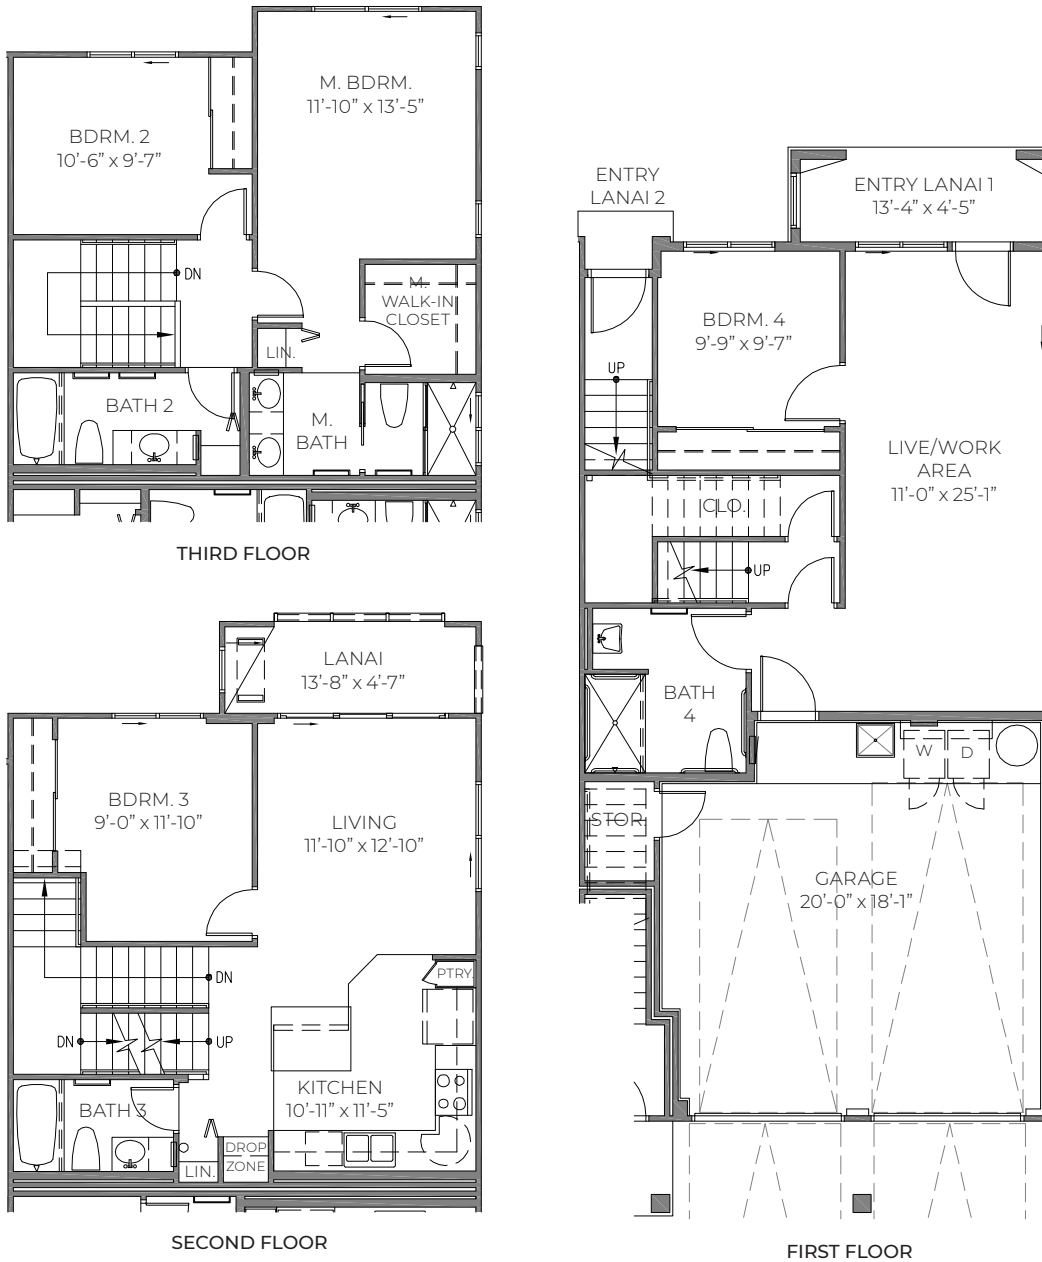 M. BDRM.
11'-10” x 13'-5”
BDRM. 2
10'-6” x 9'-7”
DN
M.
WALK-IN
CLOSET
LIN.
BATH 2
M.
BATH
THIRD FLOOR
LANAI
13'-8” x 4'-7”
BDRM. 3
9'-0” x 11'-10”
LIVING
11'-10” x 12'-10”
DN
PTRY.
DN
UP
KITCHEN
10'-11” x 11'-5”
BATH 3
LIN.
DROP
ZONE
SECOND FLOOR
ENTRY
LANAI 2
ENTRY LANAI 1
13'-4” x 4'-5”
BDRM. 4
9'-9” x 9'-7”
UP
LIVE/WORK
AREA
11'-0” x 25'-1”
CLO.
UP
BATH
4
W
D
STOR.
GARAGE
20'-0” x 18'-1”
FIRST FLOOR